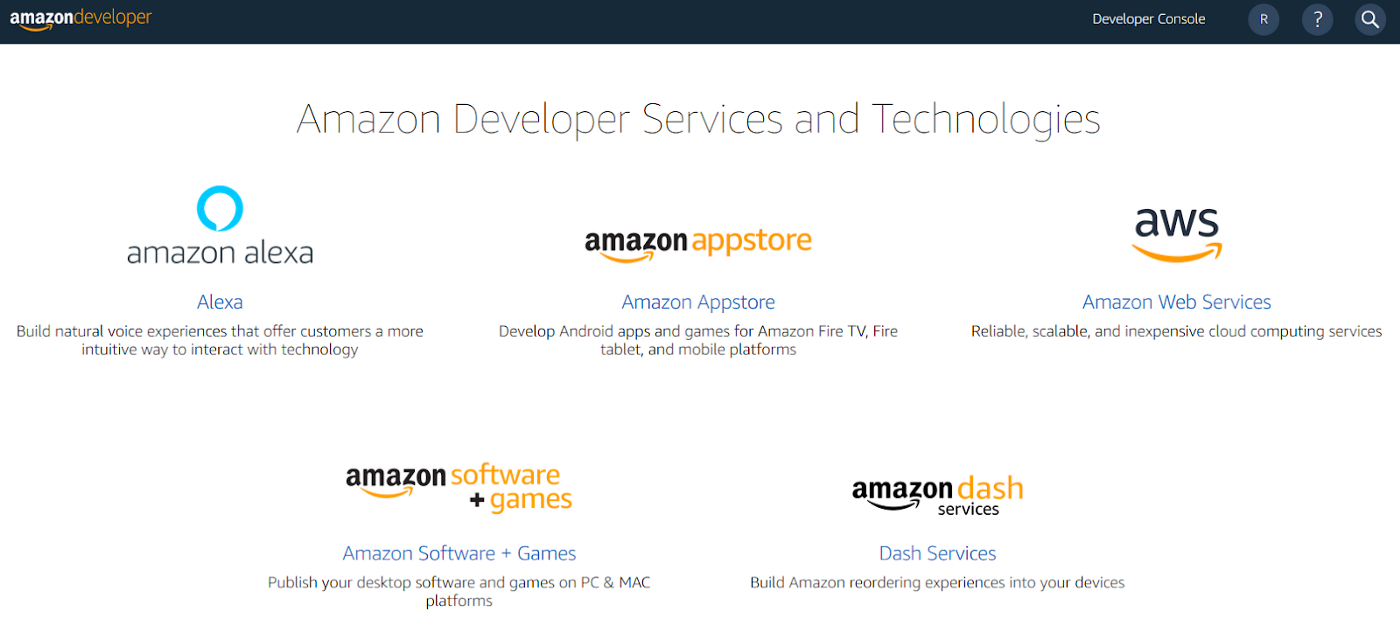 amazondeveloper
Developer Console
R
?
Amazon Developer Services and Technologies
amazon alexa
amazon appstore
aws
Alexa
Amazon Appstore
Amazon Web Services
Build natural voice experiences that offer customers a more
intuitive way to interact with technology
Develop Android apps and games for Amazon Fire TV, Fire
tablet, and mobile platforms
Reliable, scalable, and inexpensive cloud computing services
amazon software
+ games
amazon dash
services
Amazon Software + Games
Dash Services
Publish your desktop software and games on PC & MAC
platforms
Build Amazon reordering experiences into your devices